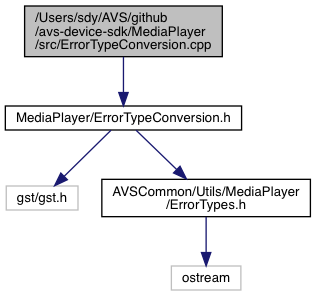 /Users/sdy/AVS/github
/avs-device-sdk/MediaPlayer
/src/ErrorTypeConversion.cpp
MediaPlayer/ErrorTypeConversion.h
gst/gst.h
AVSCommon/Utils/MediaPlayer
/ErrorTypes.h
ostream